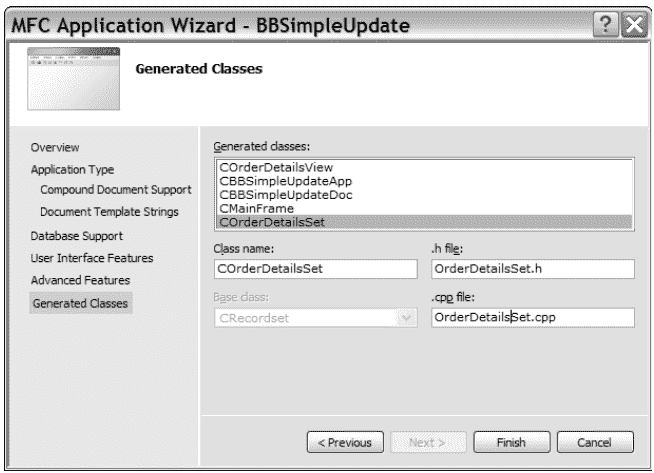 MFC Application Wizard - BBSimpleUpdate
Generated Classes
Overview
Application Type
Compound Document Support
Document Template Strings
Database Support
User Interface Features
Advanced Features
Generated Classes
Generated classes:
COrderDetailsView
CBBSimpleUpdateApp
CBBSimpleUpdateDoc
CMainFrame
COrderDetailsSet
Class name:
COrderDetailsSet
.h file:
OrderDetailsSet.h
Base class:
CRecordset
.cpp file:
OrderDetailsSet.cpp
< Previous
Next >
Finish
Cancel